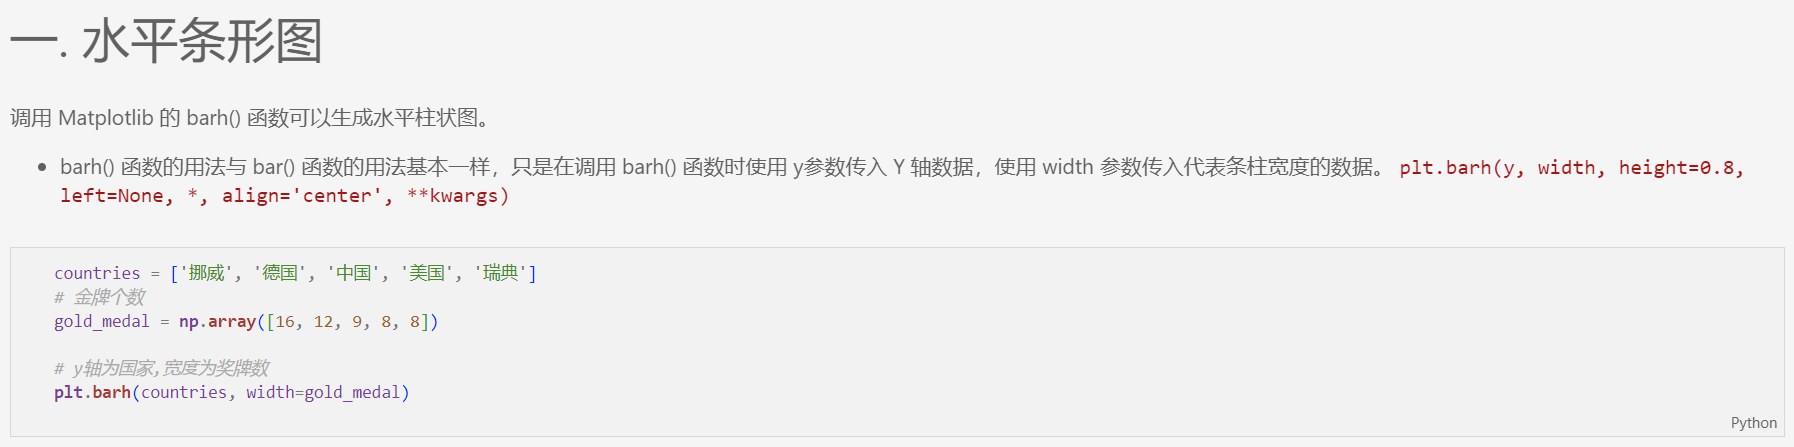 一. 水平条形图
调用 Matplotlib 的 barh() 函数可以生成水平柱状图。
• barh() 函数的用法与 bar() 函数的用法基本一样，只是在调用 barh() 函数时使用 y参数传入 Y 轴数据，使用 width 参数传入代表条柱宽度的数据。 plt.barh(y, width, height=0.8,
left=None, *, align='center', **kwargs)
countries = ['挪威', '德国', '中国', '美国', '瑞典']
# 金牌个数
gold_medal = np.array([16, 12, 9, 8, 8])
# y轴为国家,宽度为奖牌数
plt.barh(countries, width=gold_medal)
Python